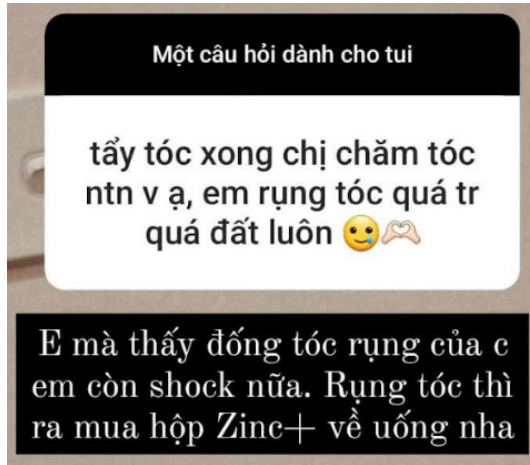 Một câu hỏi dành cho tui
tẩy tóc xong chị chăm tóc
ntn v ạ, em rụng tóc quá tr
quá đất luôn 🥲🫶🏻
E mà thấy đống tóc rụng của c
em còn shock nữa. Rụng tóc thì
ra mua hộp Zinc+ về uống nha